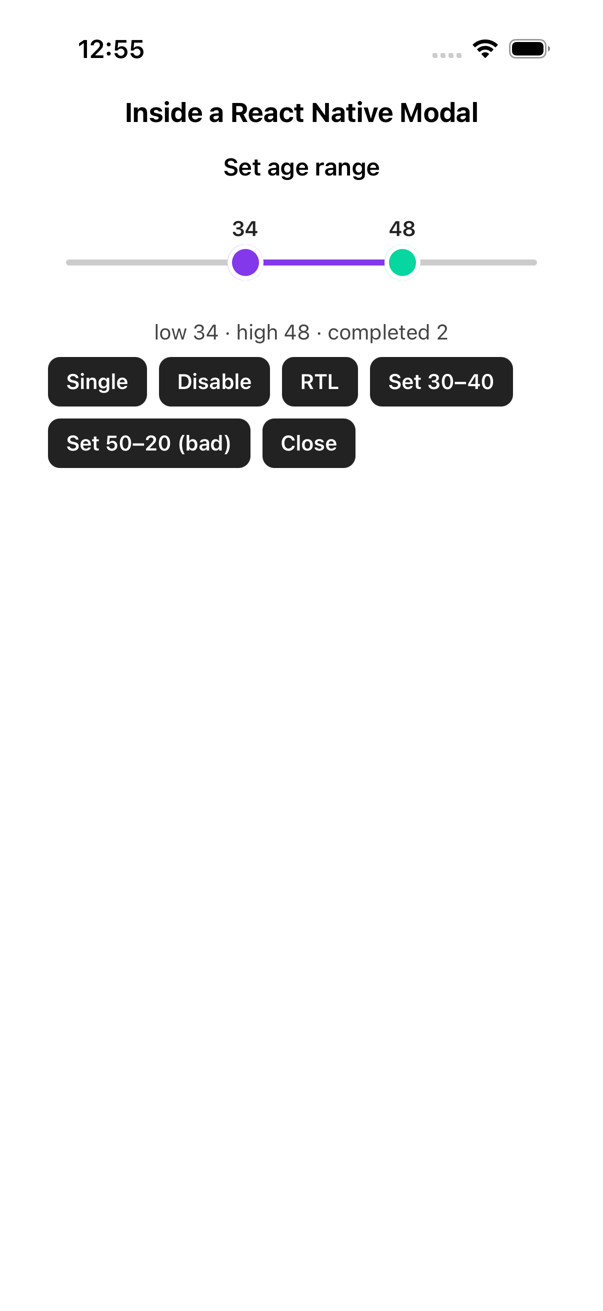 12:55
Inside a React Native Modal
Set age range
34 48
low 34 · high 48 · completed 2
Single Disable RTL Set 30–40
Set 50–20 (bad) Close